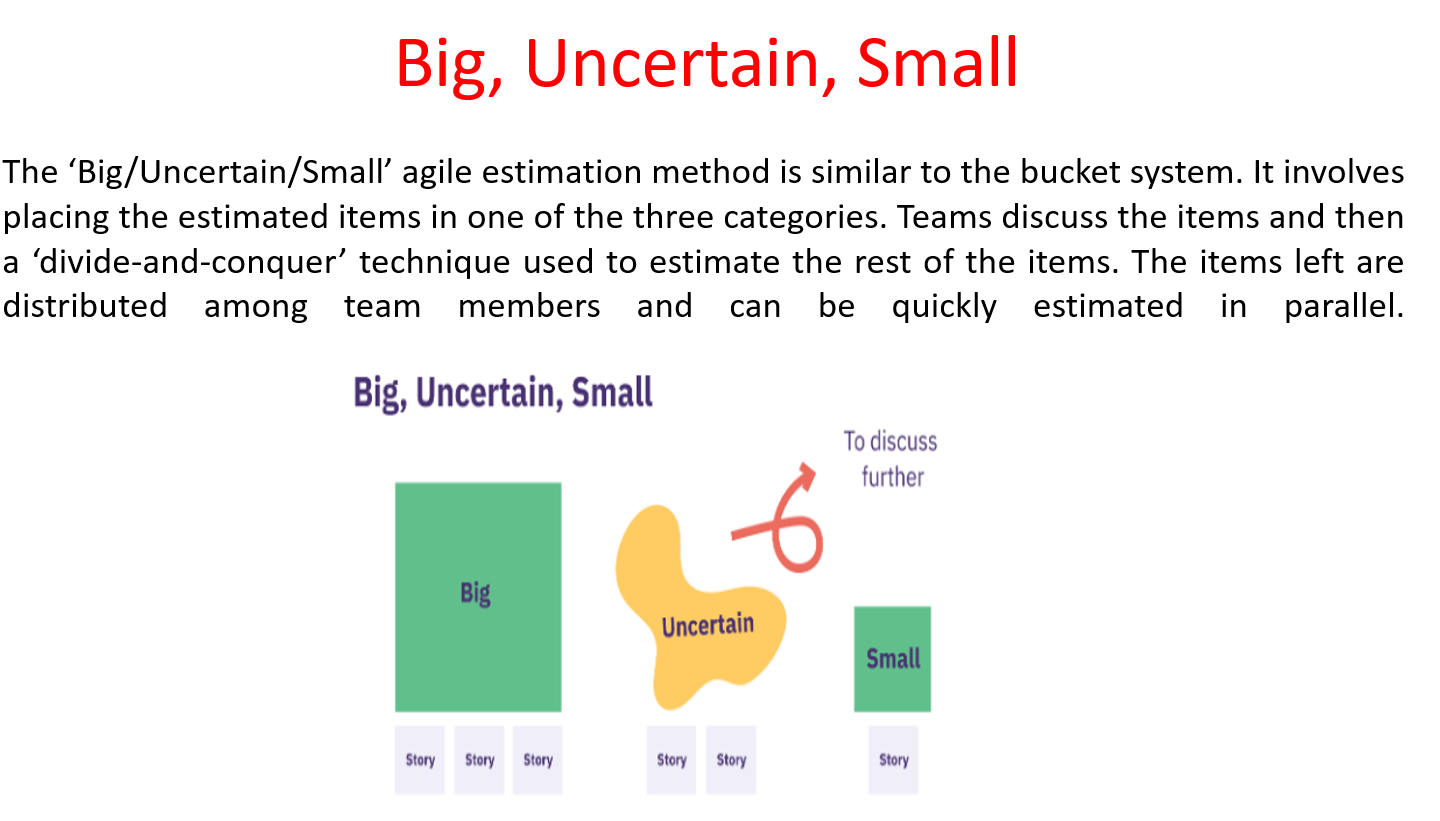 Big, Uncertain, Small
The ‘Big/Uncertain/Small’ agile estimation method is similar to the bucket system. It involves
placing the estimated items in one of the three categories. Teams discuss the items and then
a ‘divide-and-conquer’ technique used to estimate the rest of the items. The items left are
distributed among team members and can be quickly estimated in parallel.
Big, Uncertain, Small
To discuss
further
Big
Uncertain
Small
Story Story Story Story Story Story